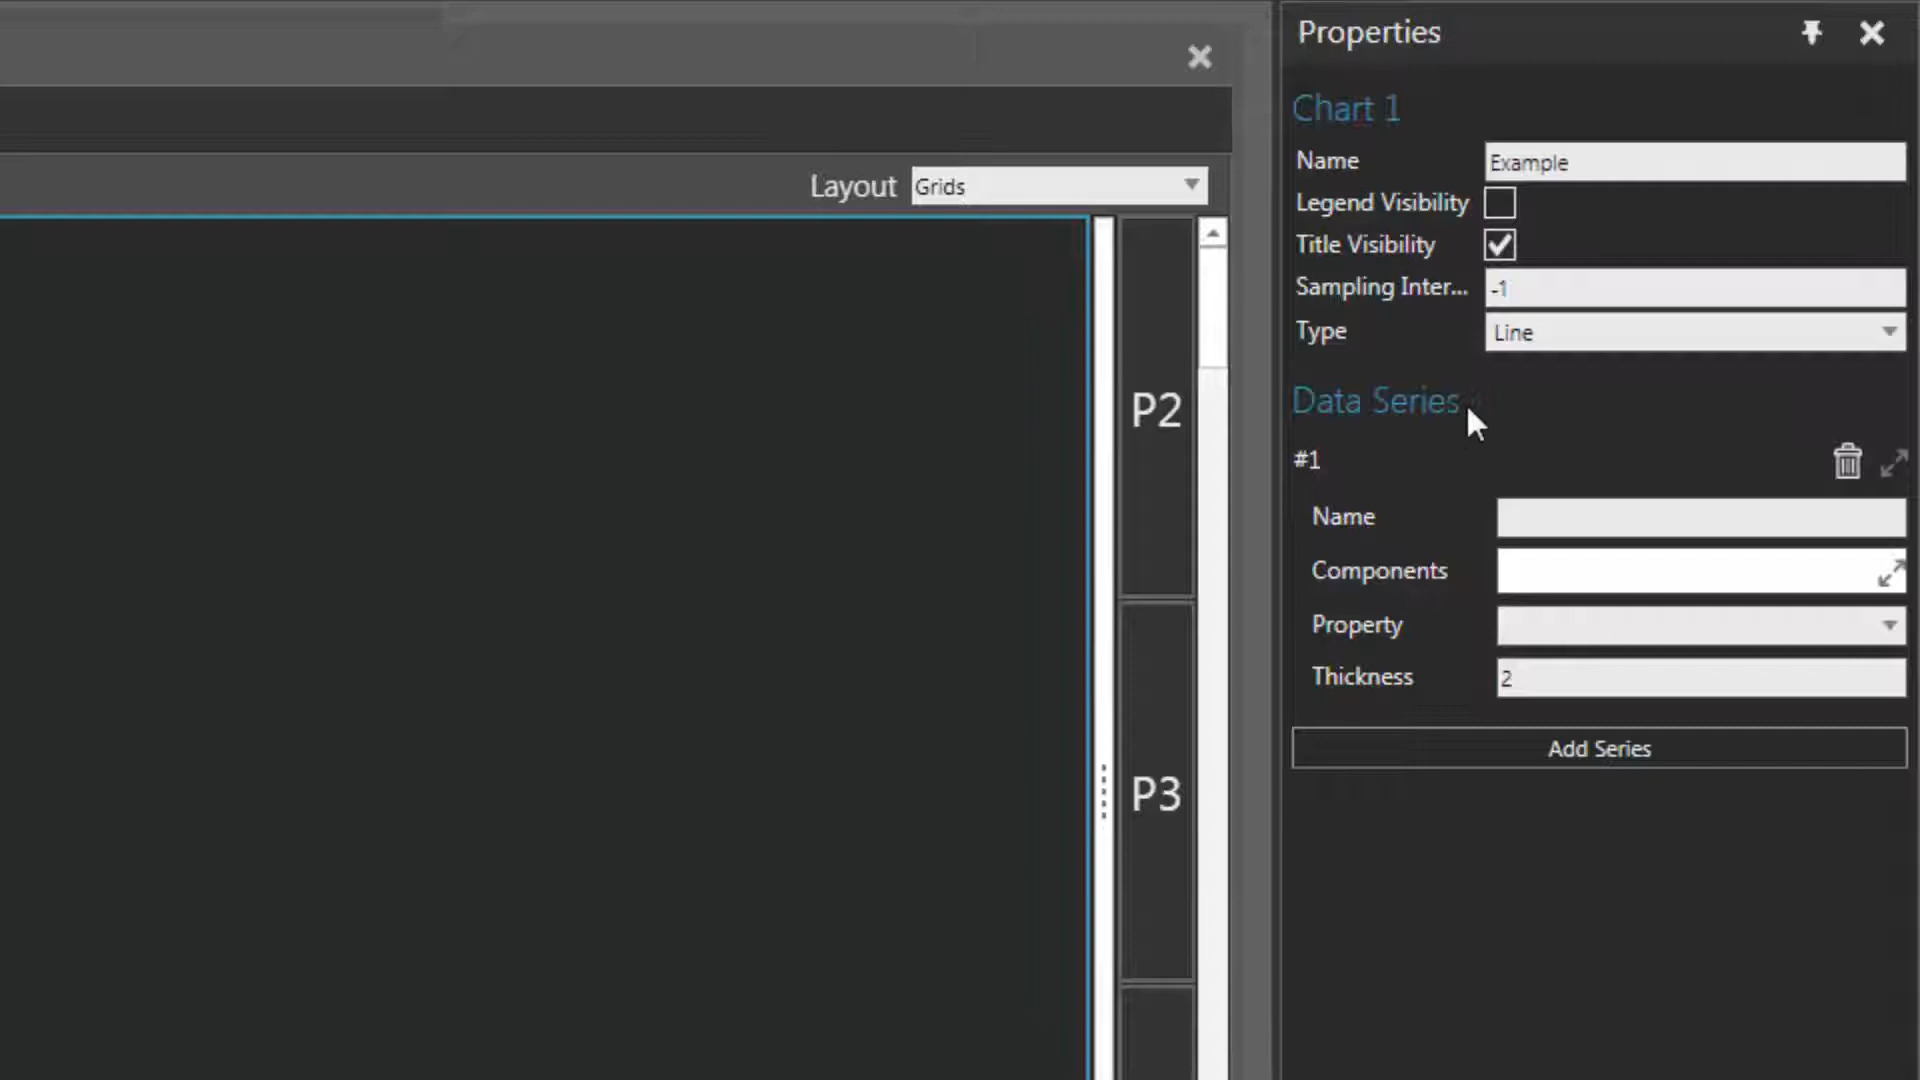 Properties
Chart 1
Name Example
Legend Visibility
Title Visibility
Sampling Inter... -1
Type Line
Layout Grids
Data Series
#1
Name
Components
Property
Thickness 2
Add Series
P2
P3